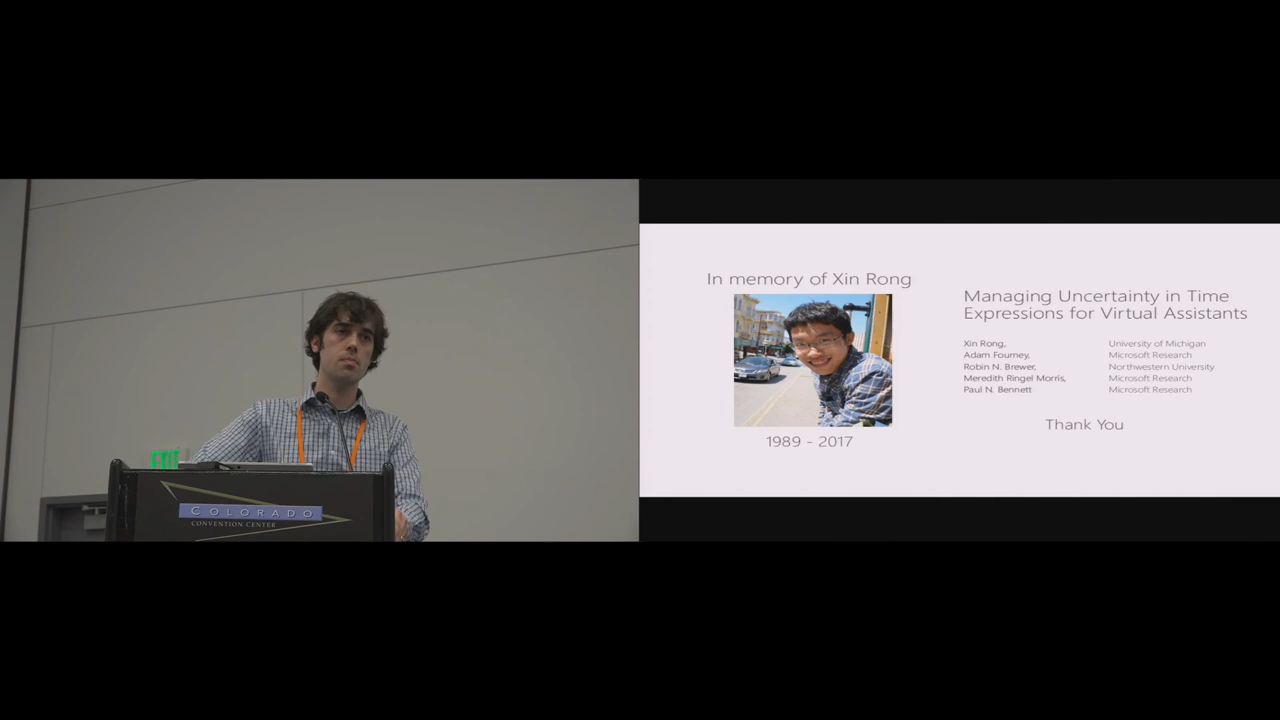 EXIT
COLORADO
CONVENTION CENTER
In memory of Xin Rong
1989 - 2017
Managing Uncertainty in Time
Expressions for Virtual Assistants
Xin Rong, University of Michigan
Adam Fourney, Microsoft Research
Robin N. Brewer, Northwestern University
Meredith Ringel Morris, Microsoft Research
Paul N. Bennett Microsoft Research
Thank You